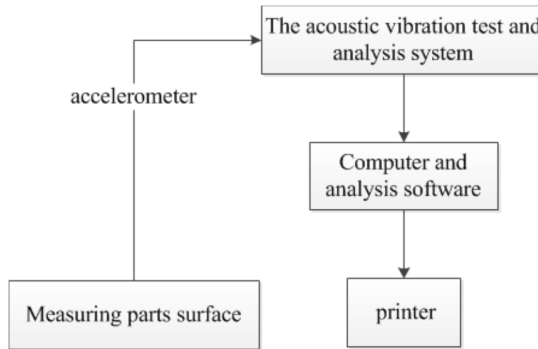 The acoustic vibration test and
analysis system
accelerometer
Computer and
analysis software
Measuring parts surface
printer